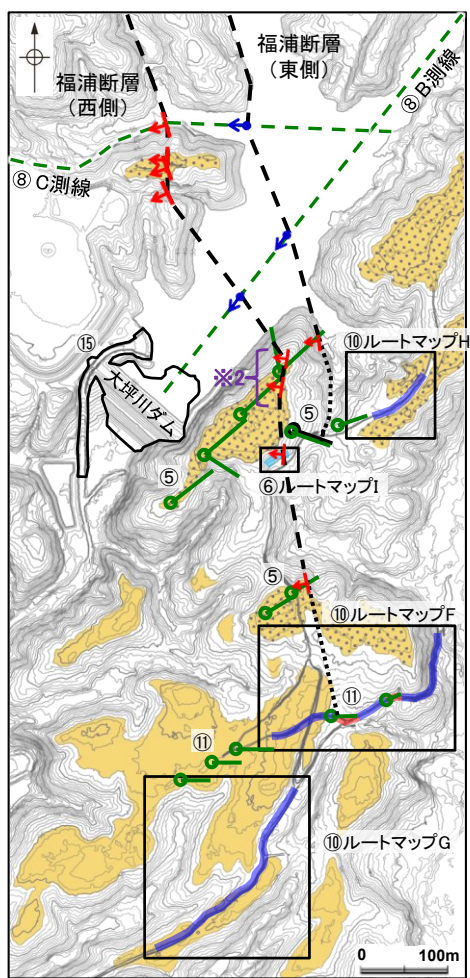 福浦断層
(東側)
福浦断層
(西側)
⑧B測線
⑧C測線
⑮
大坪川ダム
※2
⑤
⑩ルートマップH
⑤
⑥ルートマップI
⑤
⑩ルートマップF
⑪
⑪
⑩ルートマップG
0 100m